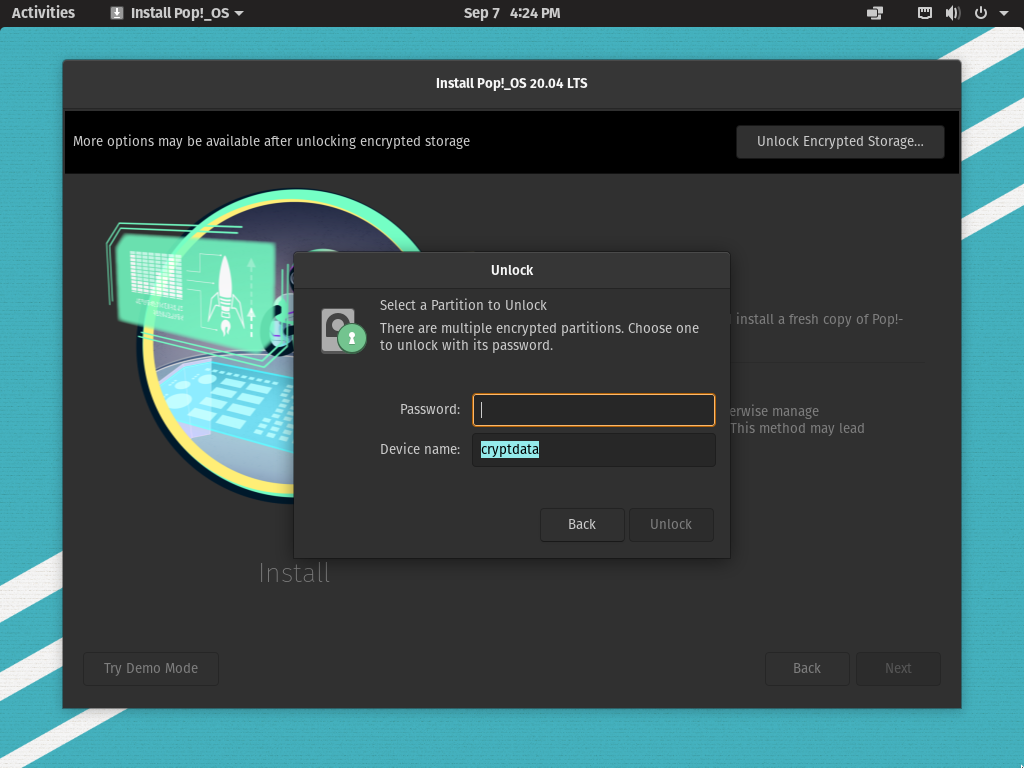 Activities
Install Pop!_OS
Sep 7 4:24 PM
Install Pop!_OS 20.04 LTS
More options may be available after unlocking encrypted storage
Unlock Encrypted Storage...
Unlock
Select a Partition to Unlock
There are multiple encrypted partitions. Choose one
to unlock with its password.
install a fresh copy of Pop!-
Password:
erwise manage
This method may lead
Device name:
cryptdata
Back
Unlock
Install
Try Demo Mode
Back
Next